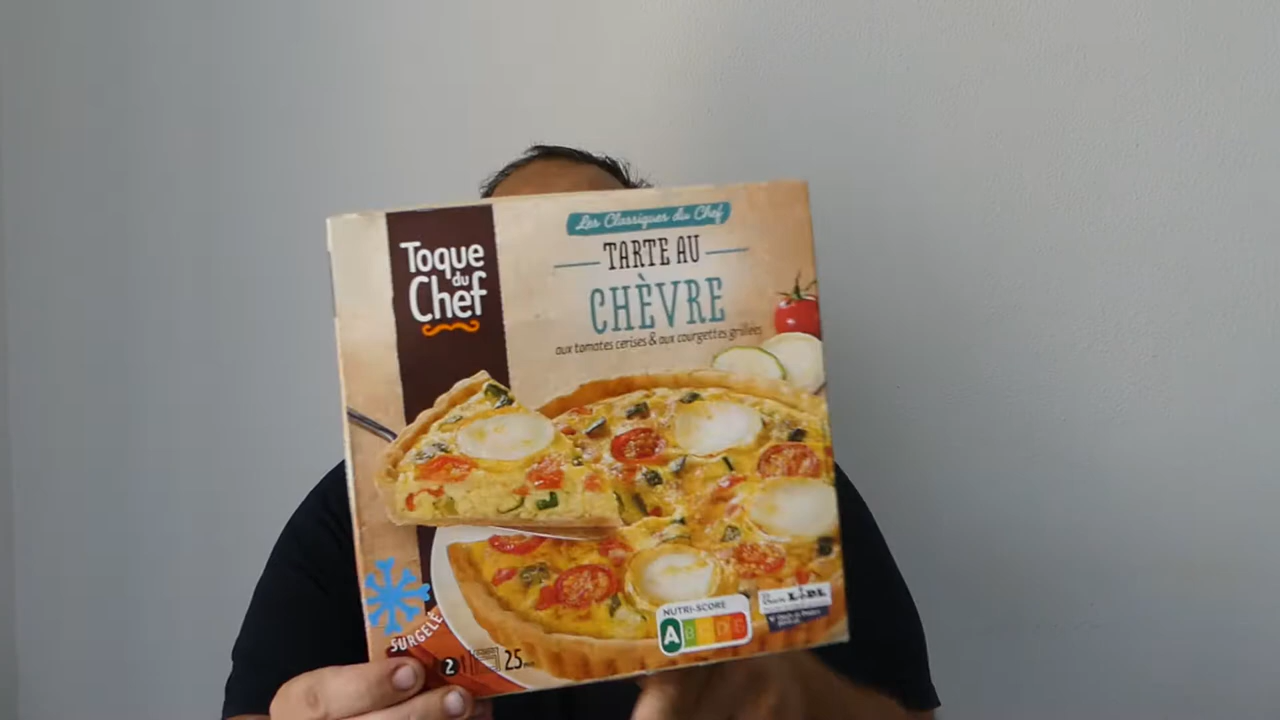 Les Classiques du Chef
Toque
du
Chef
TARTE AU
CHÈVRE
aux tomates cerises & aux courgettes grillées
NUTRI-SCORE
A B C D E
LIDL
SURGELÉ
2
25